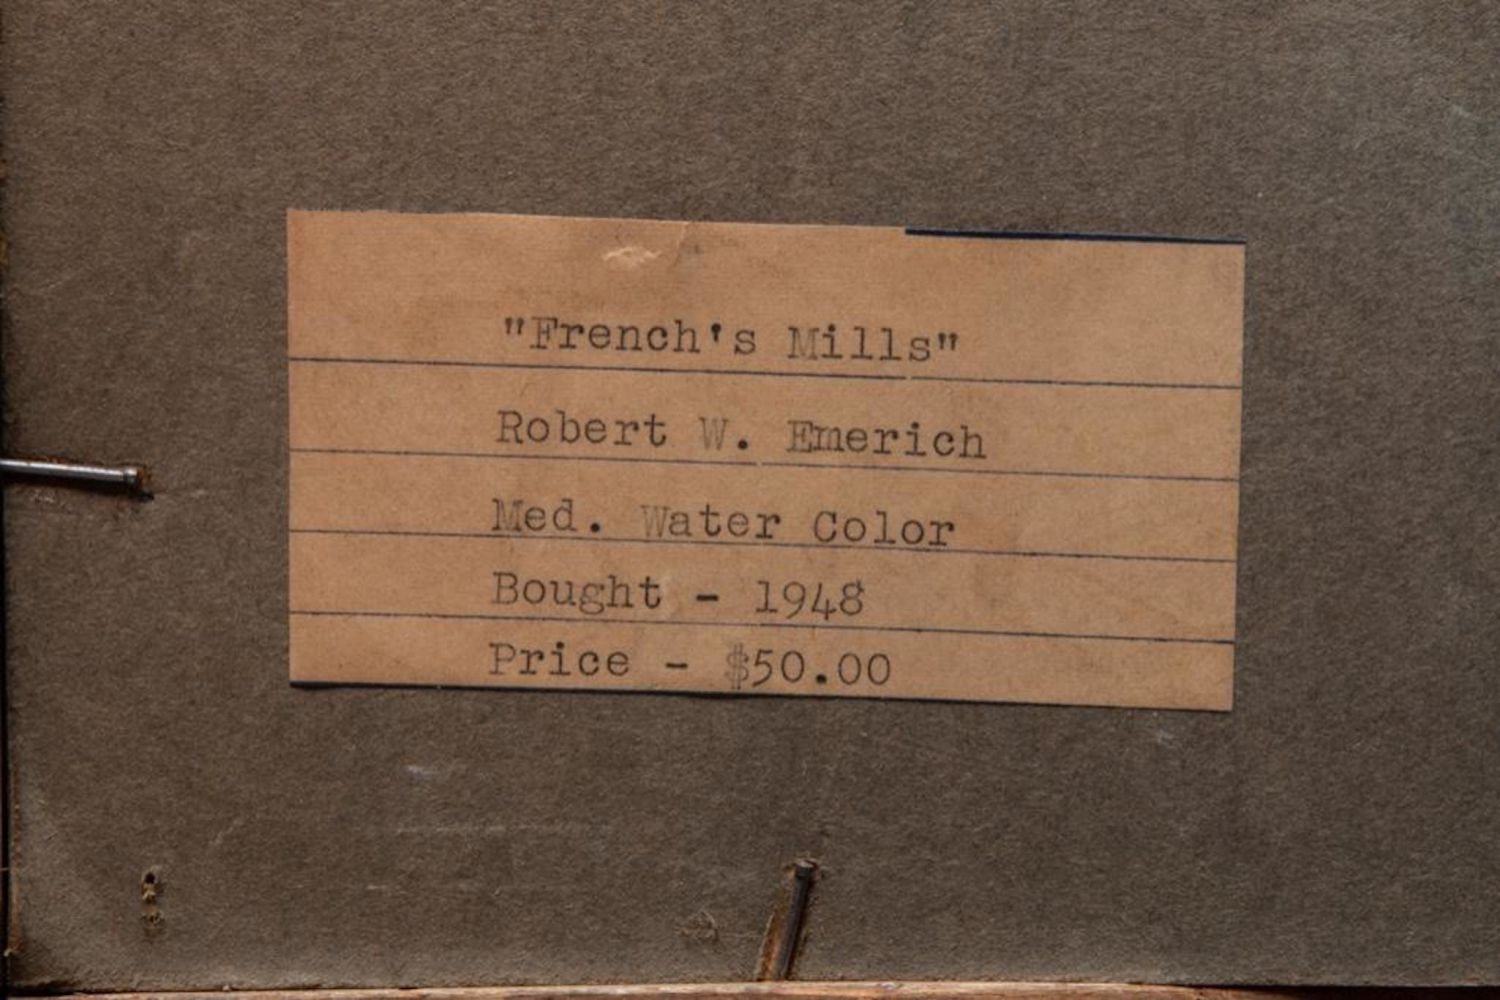 "French's Mills"
Robert W. Emerich
Med. Water Color
Bought - 1948
Price - $50.00